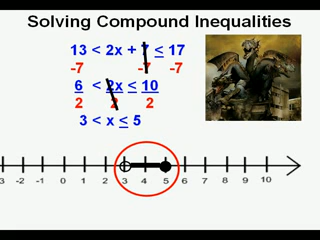 Solving Compound Inequalities
13 < 2x + 7 ≤ 17
-7 -7 -7
6 < 2x ≤ 10
2 2 2
3 < x ≤ 5
3 -2 -1 0 1 2 3 4 5 6 7 8 9 10